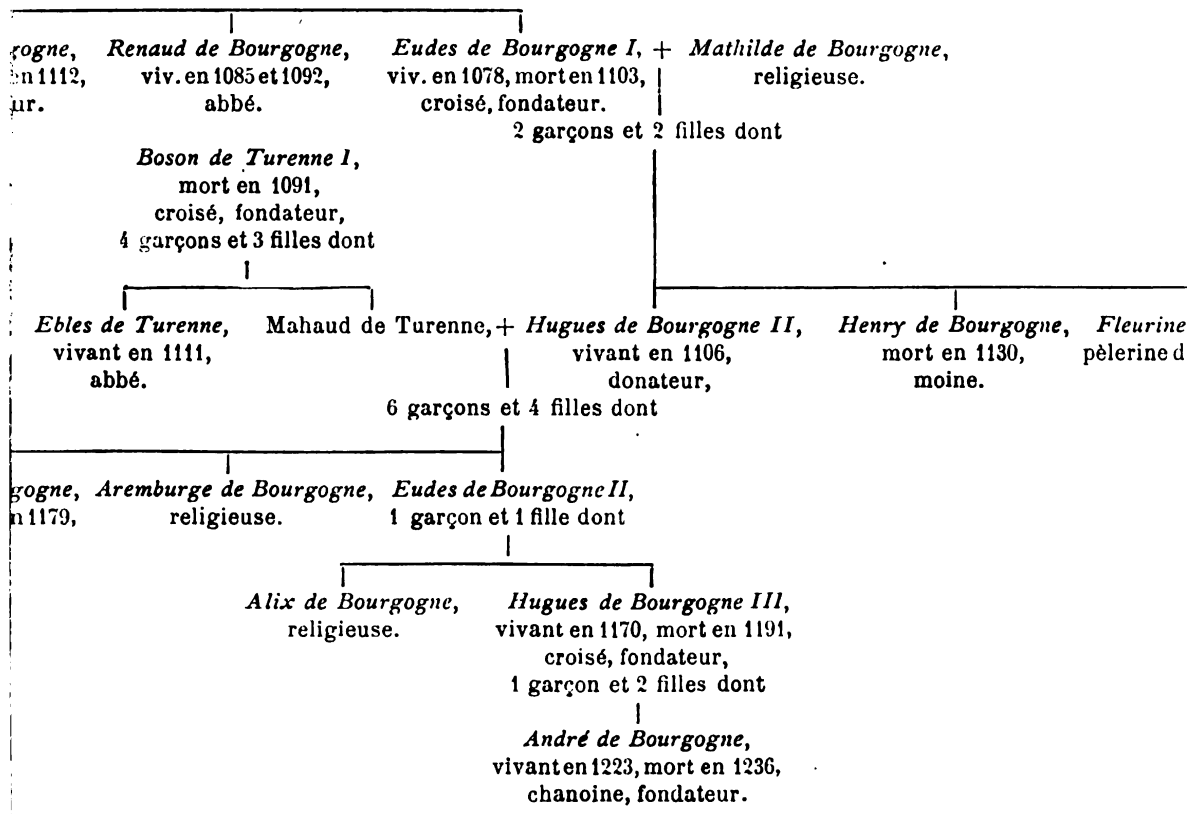 Renaud de Bourgogne,
viv. en 1085 et 1092,
abbé.
Eudes de Bourgogne I, + Mathilde de Bourgogne,
viv. en 1078, mort en 1103,
croisé, fondateur.
religieuse.
2 garçons et 2 filles dont
Boson de Turenne I,
mort en 1091,
croisé, fondateur,
4 garçons et 3 filles dont
Ebles de Turenne,
vivant en 1111,
abbé.
Mahaud de Turenne, + Hugues de Bourgogne II,
vivant en 1106,
donateur,
Henry de Bourgogne,
mort en 1130,
moine.
Fleurine
pèlerine d
6 garçons et 4 filles dont
gogne,
n 1179,
Aremburge de Bourgogne,
religieuse.
Eudes de Bourgogne II,
1 garçon et 1 fille dont
Alix de Bourgogne,
religieuse.
Hugues de Bourgogne III,
vivant en 1170, mort en 1191,
croisé, fondateur,
1 garçon et 2 filles dont
André de Bourgogne,
vivant en 1223, mort en 1236,
chanoine, fondateur.